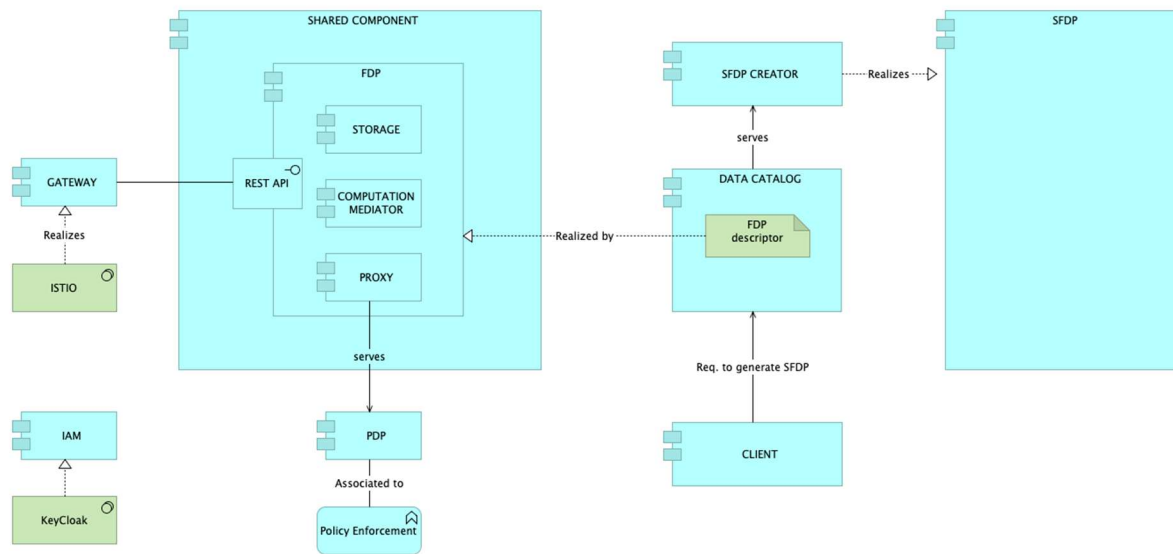 SHARED COMPONENT
SFDP
FDP
SFDP CREATOR
Realizes
STORAGE
serves
GATEWAY
REST API
COMPUTATION
MEDIATOR
DATA CATALOG
FDP
descriptor
Realizes
Realized by
ISTIO
PROXY
serves
Req. to generate SFDP
IAM
PDP
CLIENT
Associated to
KeyCloak
Policy Enforcement